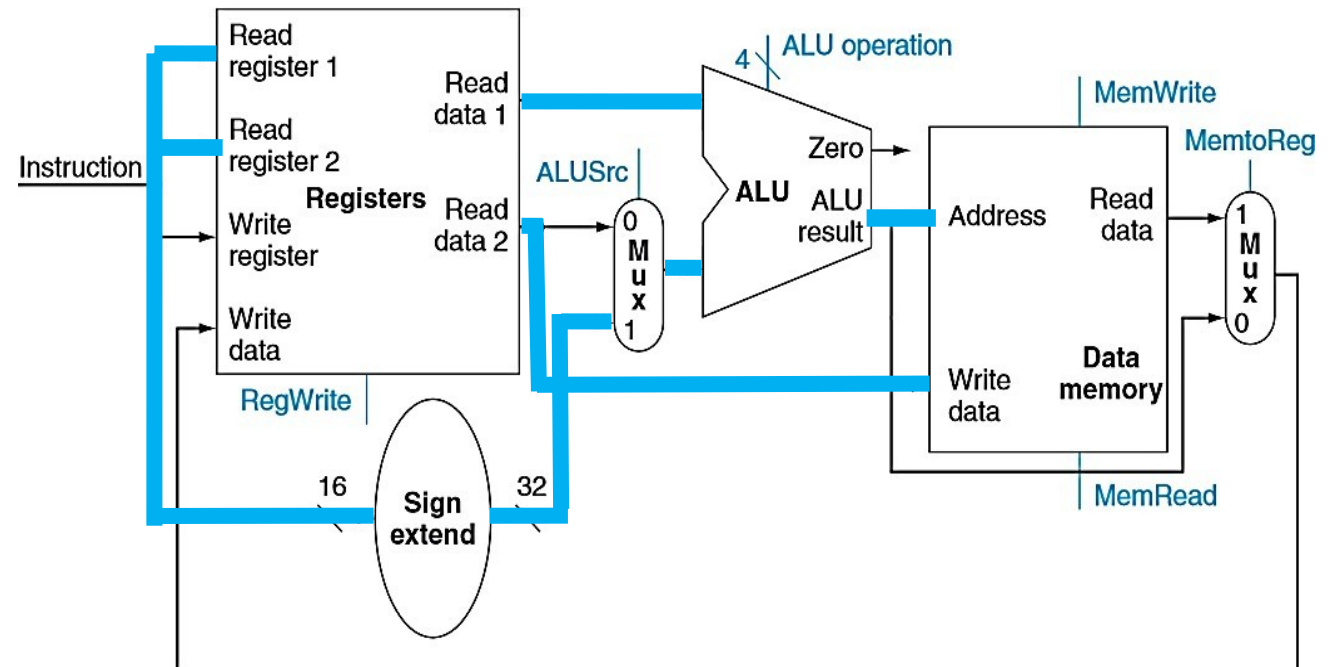 Read
register 1
Read
register 2
Registers
Write
register
Write
data
Read
data 1
Read
data 2
Instruction
RegWrite
16
Sign
extend
32
ALUSrc
0
M
u
x
1
4
ALU operation
Zero
ALU
ALU
result
MemWrite
Address
Read
data
Write
data
Data
memory
MemRead
MemtoReg
1
M
u
x
0